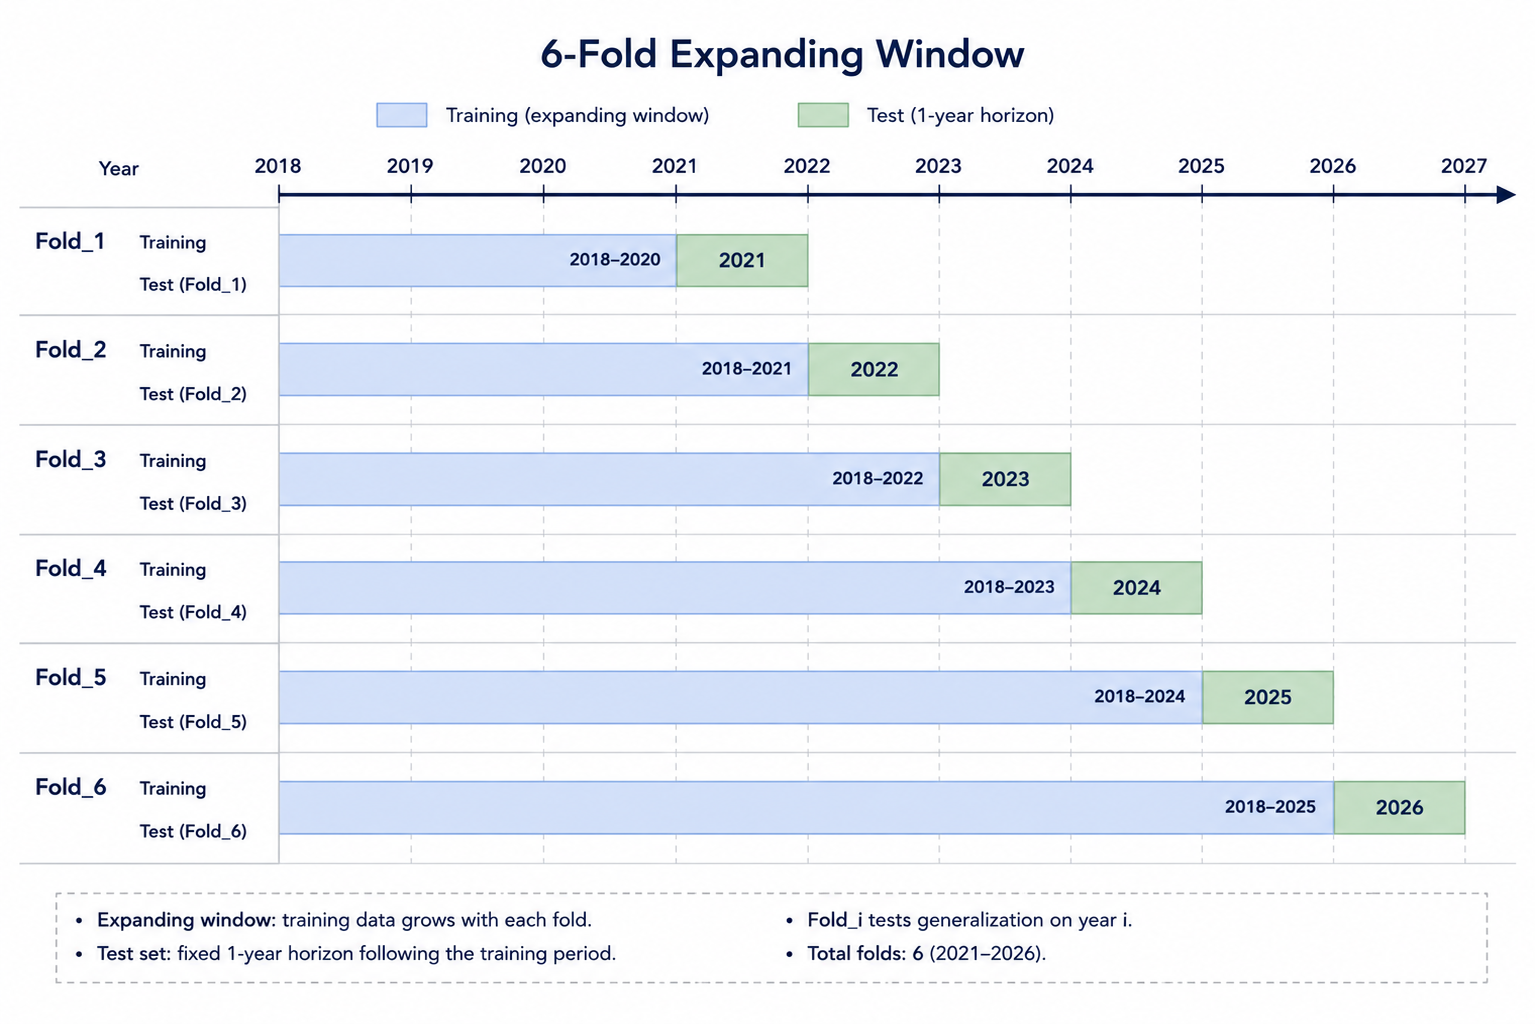 6-Fold Expanding Window
Training (expanding window)
Test (1-year horizon)
Year 2018 2019 2020 2021 2022 2023 2024 2025 2026 2027
Fold_1 Training
2018–2020 2021
Test (Fold_1)
Fold_2 Training
2018–2021 2022
Test (Fold_2)
Fold_3 Training
2018–2022 2023
Test (Fold_3)
Fold_4 Training
2018–2023 2024
Test (Fold_4)
Fold_5 Training
2018–2024 2025
Test (Fold_5)
Fold_6 Training
2018–2025 2026
Test (Fold_6)
• Expanding window: training data grows with each fold.
• Test set: fixed 1-year horizon following the training period.
• Fold_i tests generalization on year i.
• Total folds: 6 (2021–2026).